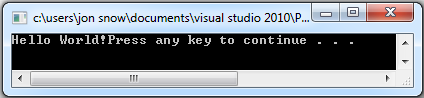 c:\users\jon snow\documents\visual studio 2010\P...
Hello World!Press any key to continue . . .